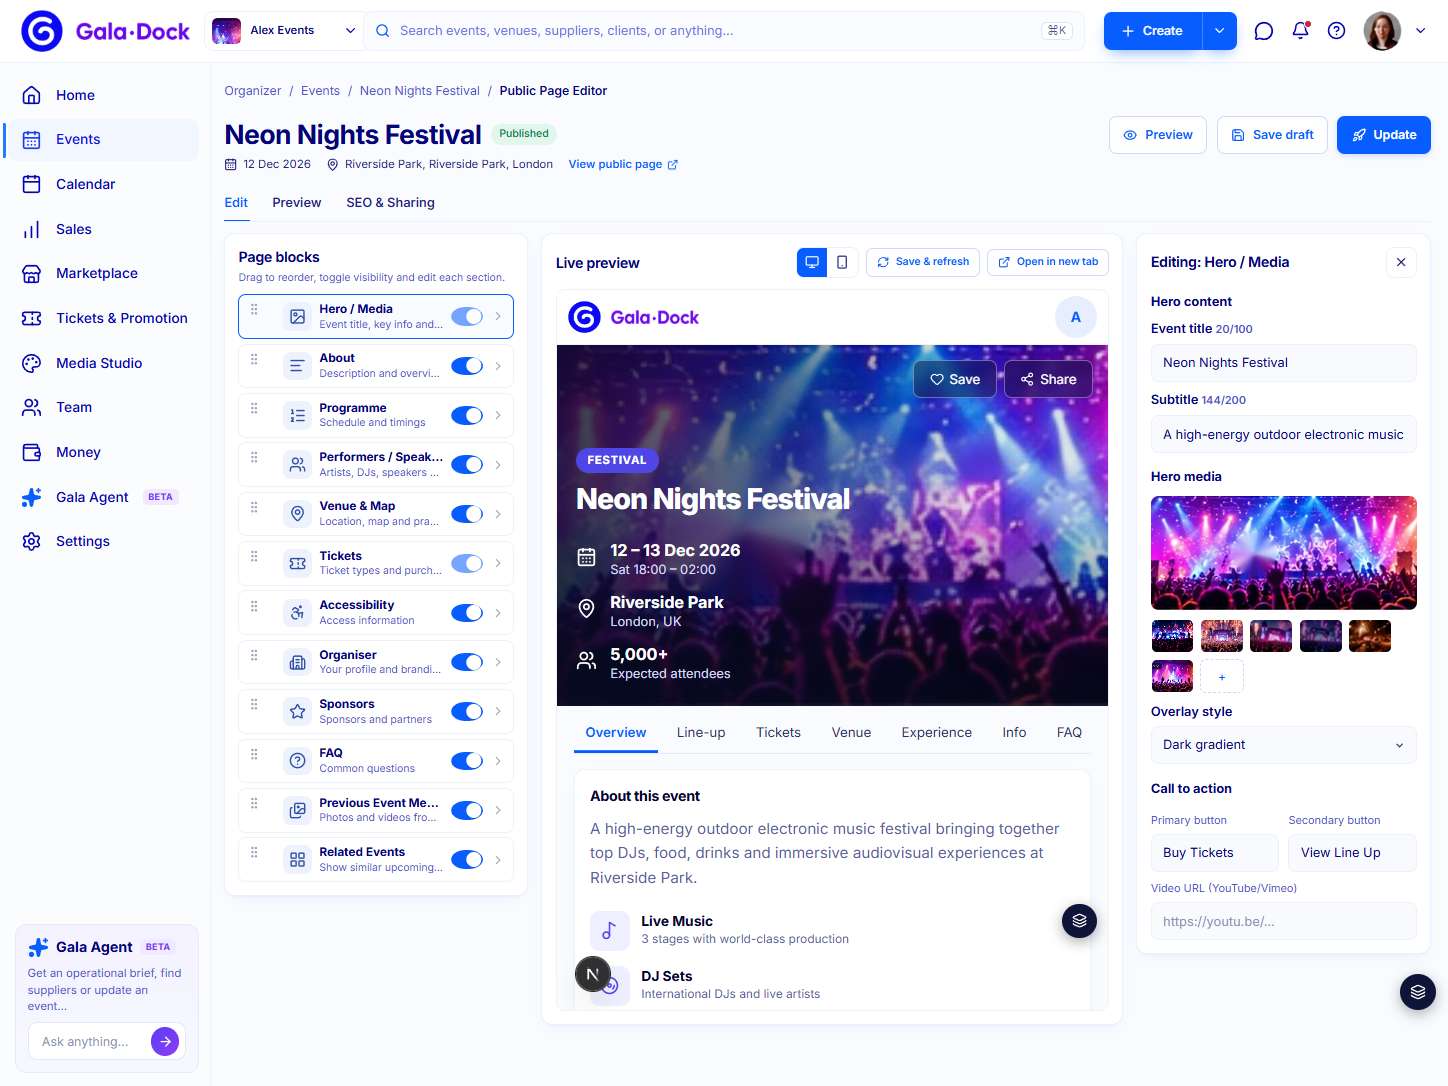 Gala·Dock
Alex Events
Search events, venues, suppliers, clients, or anything...
⌘K
+ Create
Home
Events
Calendar
Sales
Marketplace
Tickets & Promotion
Media Studio
Team
Money
Gala Agent BETA
Settings
Gala Agent BETA
Get an operational brief, find
suppliers or update an
event...
Ask anything...
Organizer / Events / Neon Nights Festival / Public Page Editor
Neon Nights Festival Published
12 Dec 2026 Riverside Park, Riverside Park, London View public page
Preview
Save draft
Update
Edit Preview SEO & Sharing
Page blocks
Drag to reorder, toggle visibility and edit each section.
Hero / Media
Event title, key info and...
About
Description and overvi...
Programme
Schedule and timings
Performers / Speak...
Artists, DJs, speakers ...
Venue & Map
Location, map and pra...
Tickets
Ticket types and purch...
Accessibility
Access information
Organiser
Your profile and brandi...
Sponsors
Sponsors and partners
FAQ
Common questions
Previous Event Me...
Photos and videos fro...
Related Events
Show similar upcoming...
Live preview
Save & refresh
Open in new tab
Gala·Dock
A
Save
Share
FESTIVAL
Neon Nights Festival
12 – 13 Dec 2026
Sat 18:00 – 02:00
Riverside Park
London, UK
5,000+
Expected attendees
Overview Line-up Tickets Venue Experience Info FAQ
About this event
A high-energy outdoor electronic music festival bringing together
top DJs, food, drinks and immersive audiovisual experiences at
Riverside Park.
Live Music
3 stages with world-class production
N
DJ Sets
International DJs and live artists
Editing: Hero / Media
Hero content
Event title 20/100
Neon Nights Festival
Subtitle 144/200
A high-energy outdoor electronic music
Hero media
+
Overlay style
Dark gradient
Call to action
Primary button Secondary button
Buy Tickets View Line Up
Video URL (YouTube/Vimeo)
https://youtu.be/...